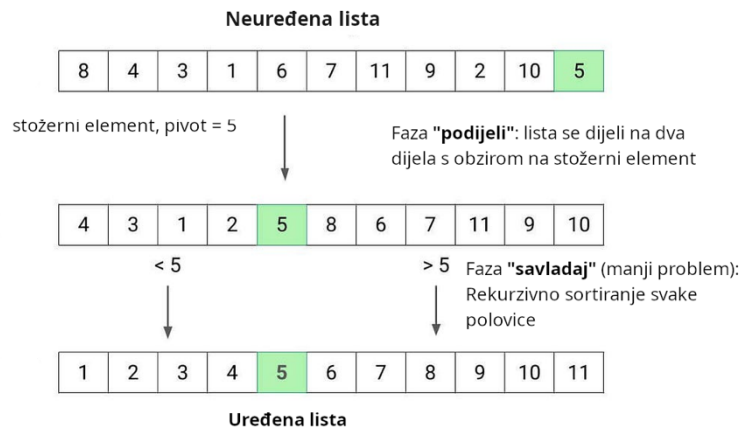 Neuređena lista
8 4 3 1 6 7 11 9 2 10 5
stožerni element, pivot = 5
Faza "podijeli": lista se dijeli na dva
dijela s obzirom na stožerni element
4 3 1 2 5 8 6 7 11 9 10
< 5
> 5
Faza "savladaj" (manji problem):
Rekurzivno sortiranje svake
polovice
1 2 3 4 5 6 7 8 9 10 11
Uređena lista